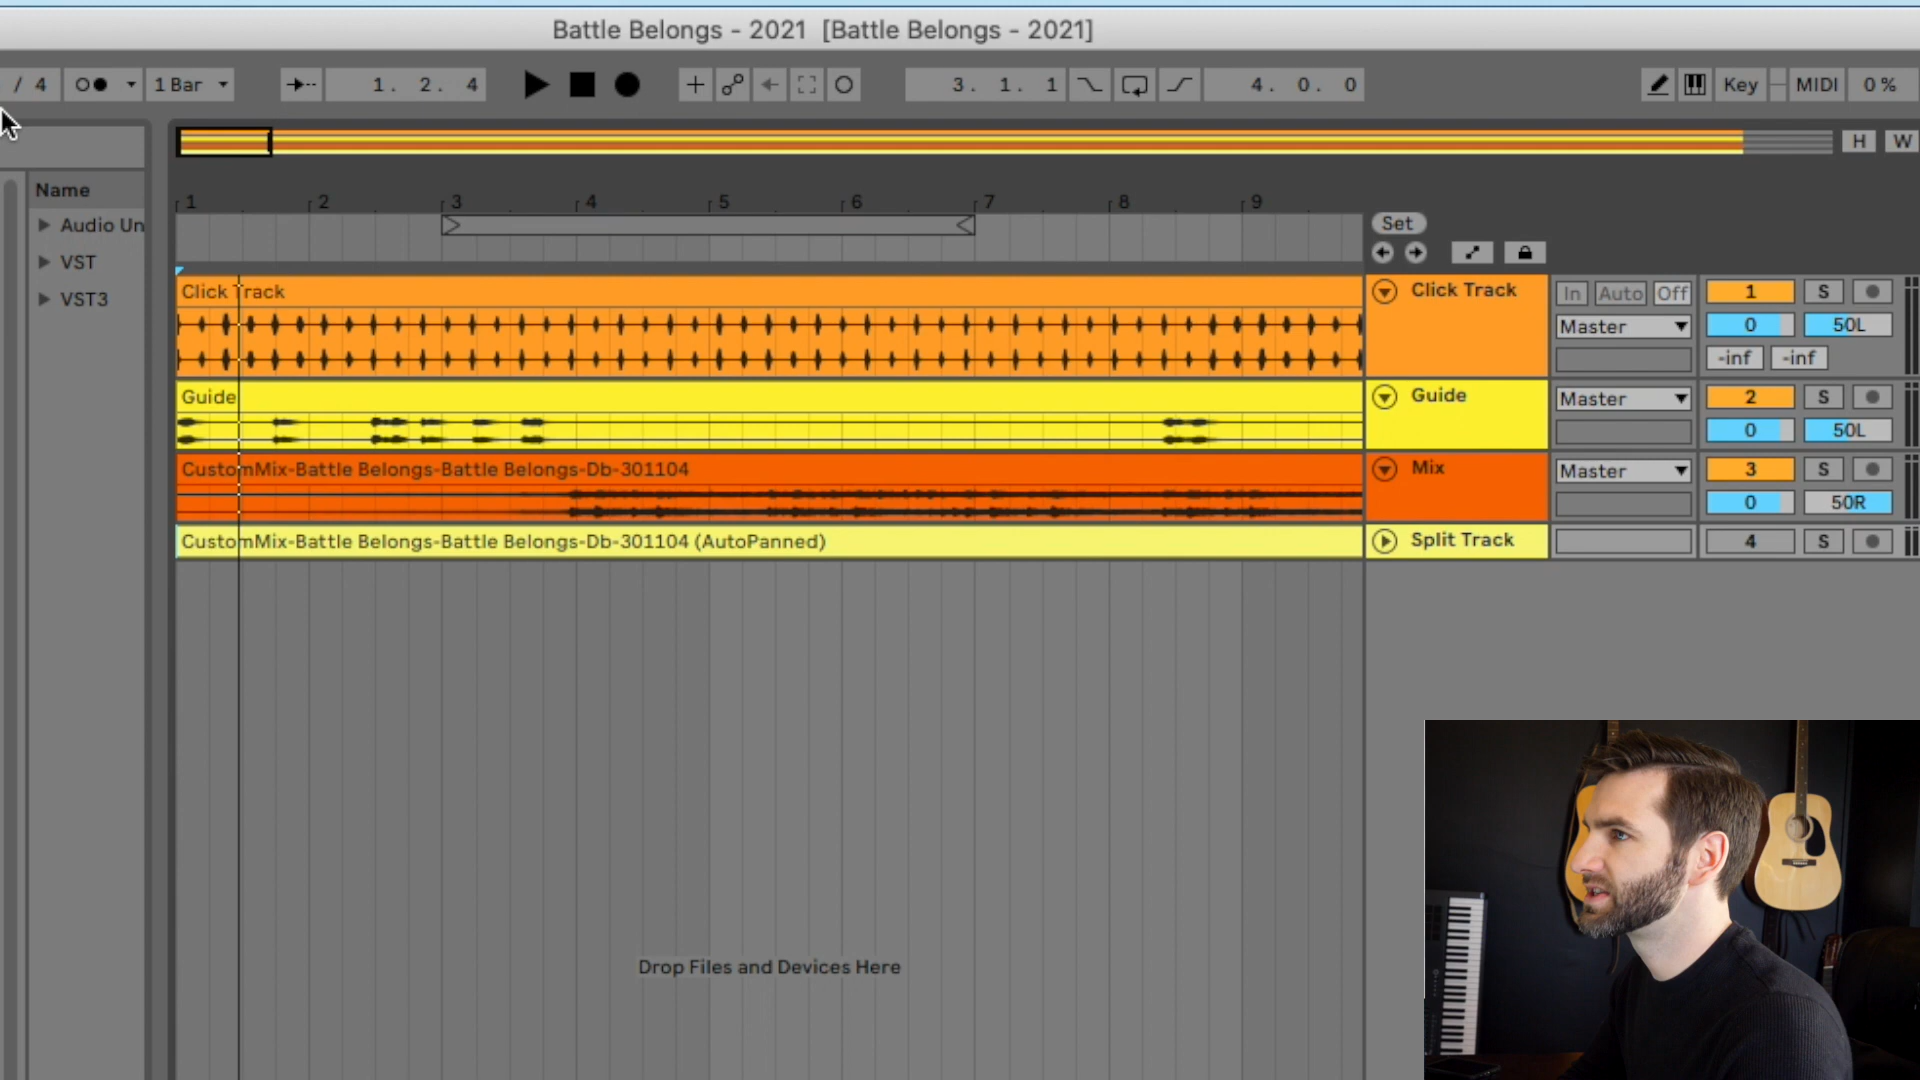 Battle Belongs - 2021 [Battle Belongs - 2021]
/ 4 1 Bar 1. 2. 4 3. 1. 1 4. 0. 0 Key MIDI 0 %
H W
Name
Audio Un
VST
VST3
1 2 3 4 5 6 7 8 9
Set
Click Track
Click Track In Auto Off 1 S
Master 0 50L
-inf -inf
Guide
Guide Master 2 S
0 50L
CustomMix-Battle Belongs-Battle Belongs-Db-301104
Mix Master 3 S
0 50R
CustomMix-Battle Belongs-Battle Belongs-Db-301104 (AutoPanned)
Split Track 4 S
Drop Files and Devices Here